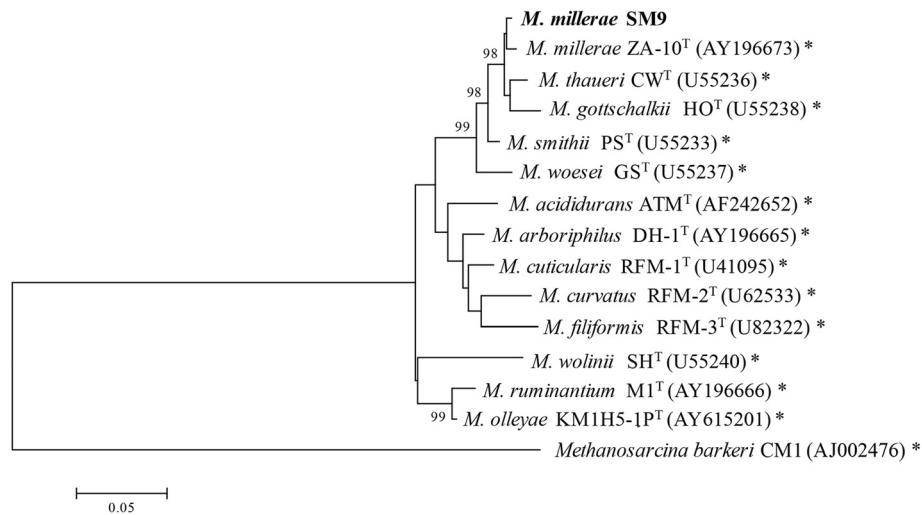 M. millerae SM9
98
M. millerae ZA-10ᵀ (AY196673) *
M. thaueri CWᵀ (U55236) *
98
M. gottschalkii HOᵀ (U55238) *
99
M. smithii PSᵀ (U55233) *
M. woesei GSᵀ (U55237) *
M. acididurans ATMᵀ (AF242652) *
M. arboriphilus DH-1ᵀ (AY196665) *
M. cuticularis RFM-1ᵀ (U41095) *
M. curvatus RFM-2ᵀ (U62533) *
M. filiformis RFM-3ᵀ (U82322) *
M. wolinii SHᵀ (U55240) *
M. ruminantium M1ᵀ (AY196666) *
99
M. olleyae KM1H5-1Pᵀ (AY615201) *
Methanosarcina barkeri CM1 (AJ002476) *
0.05